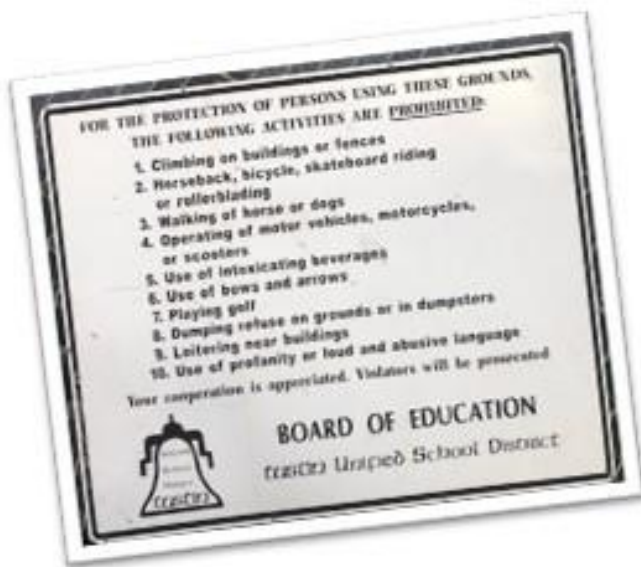 FOR THE PROTECTION OF PERSONS USING THESE GROUNDS,
THE FOLLOWING ACTIVITIES ARE PROHIBITED:
1. Climbing on buildings or fences
2. Horseback, bicycle, skateboard riding
or rollerblading
3. Walking of horse or dogs
4. Operating of motor vehicles, motorcycles,
or scooters
5. Use of intoxicating beverages
6. Use of bows and arrows
7. Playing golf
8. Dumping refuse on grounds or in dumpsters
9. Loitering near buildings
10. Use of profanity or loud and abusive language
Your cooperation is appreciated. Violators will be prosecuted
BOARD OF EDUCATION
tustin Unified School District
tustin